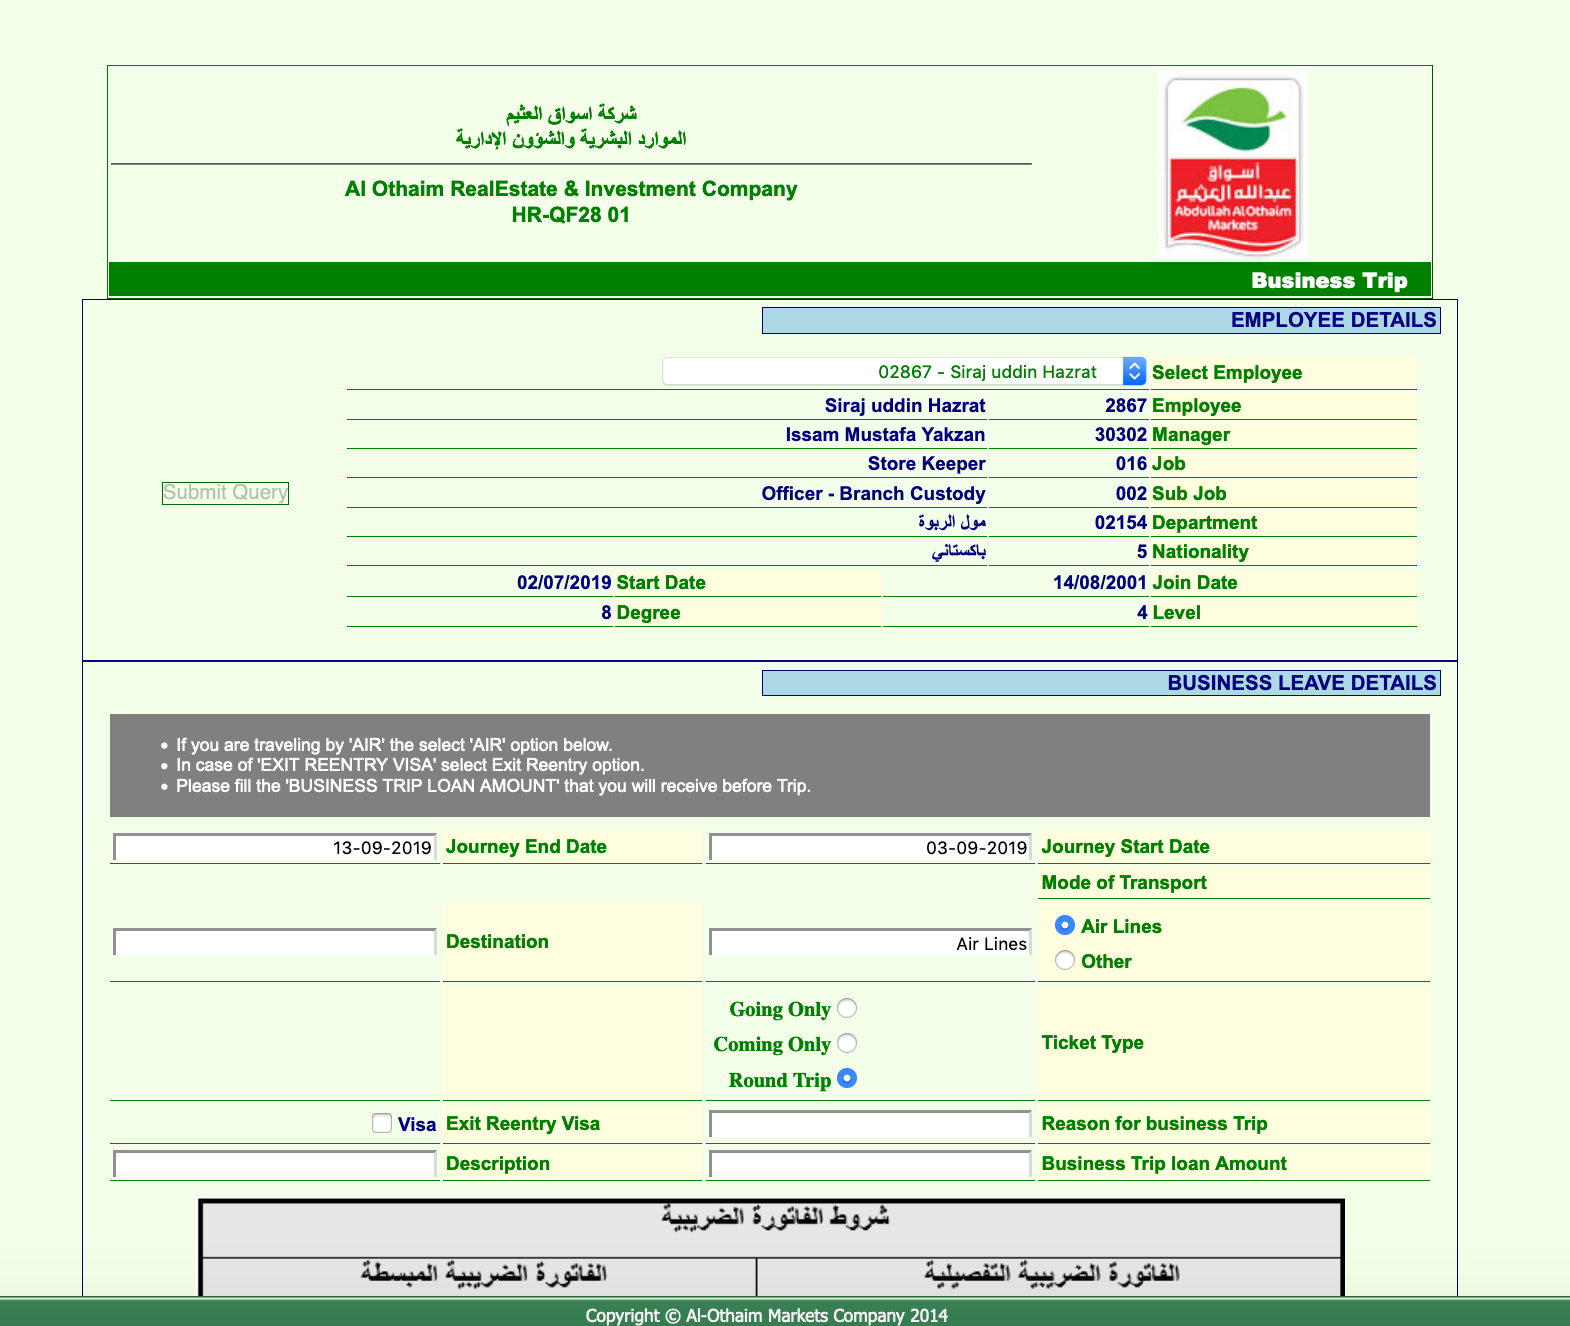 شركة اسواق العثيم
الموارد البشرية والشؤون الإدارية
Al Othaim RealEstate & Investment Company
HR-QF28 01
أسواق
عبدالله العثيم
Abdullah AlOthaim
Markets
Business Trip
EMPLOYEE DETAILS
Select Employee 02867 - Siraj uddin Hazrat
Employee 2867 Siraj uddin Hazrat
Manager 30302 Issam Mustafa Yakzan
Job 016 Store Keeper
Submit Query
Sub Job 002 Officer - Branch Custody
Department 02154 مول الربوة
Nationality 5 باكستاني
Join Date 14/08/2001 Start Date 02/07/2019
Level 4 Degree 8
BUSINESS LEAVE DETAILS
• If you are traveling by 'AIR' the select 'AIR' option below.
• In case of 'EXIT REENTRY VISA' select Exit Reentry option.
• Please fill the 'BUSINESS TRIP LOAN AMOUNT' that you will receive before Trip.
Journey Start Date 03-09-2019 Journey End Date 13-09-2019
Mode of Transport
Air Lines
Other
Air Lines Destination
Ticket Type
Going Only
Coming Only
Round Trip
Reason for business Trip Exit Reentry Visa Visa
Business Trip loan Amount Description
شروط الفاتورة الضريبية
الفاتورة الضريبية التفصيلية الفاتورة الضريبية المبسطة
Copyright © Al-Othaim Markets Company 2014